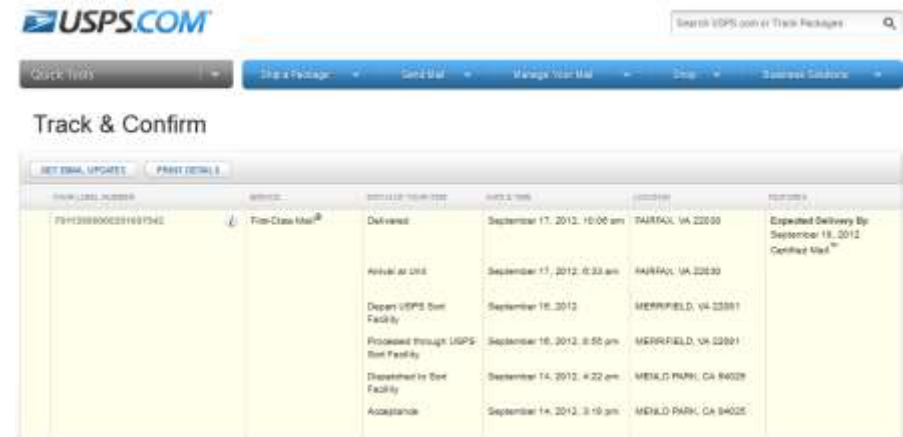 USPS.COM
Search USPS.com or Track Packages
Quick Tools
Ship a Package
Send Mail
Manage Your Mail
Shop
Business Solutions
Track & Confirm
GET EMAIL UPDATES
PRINT DETAILS
YOUR LABEL NUMBER SERVICE STATUS OF YOUR ITEM DATE & TIME LOCATION FEATURES
First-Class Mail® Delivered September 17, 2012, 10:06 am FAIRFAX, VA 22030 Expected Delivery By:
September 2012
Certified Mail™
Arrival at Unit September 17, 2012, 6:33 am FAIRFAX, VA 22030
Depart USPS Sort September 16, 2012 MERRIFIELD, VA 22081
Facility
Processed through USPS September 16, 2012, pm MERRIFIELD, VA 22081
Sort Facility
Dispatched to Sort September 14, 2012, 4:22 pm MENLO PARK, CA
Facility
Acceptance September 14, 2012, 3:19 pm MENLO PARK, CA 94025